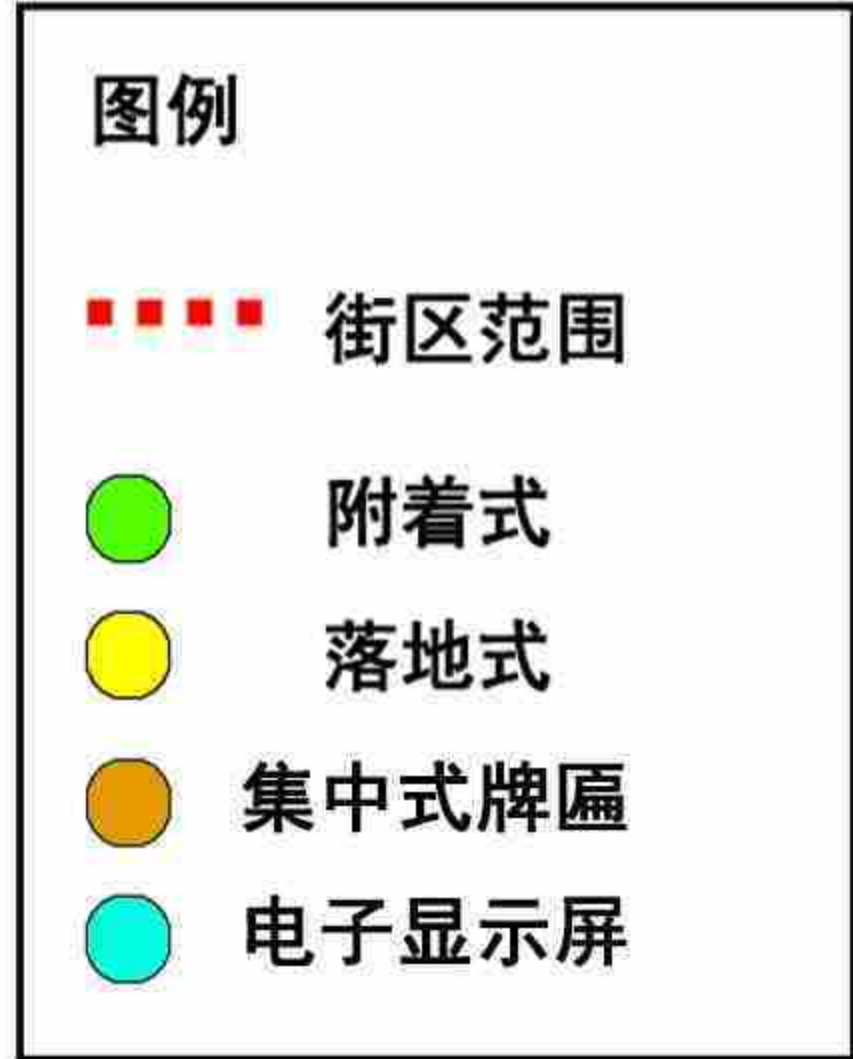 图例
街区范围
附着式
落地式
集中式牌匾
电子显示屏